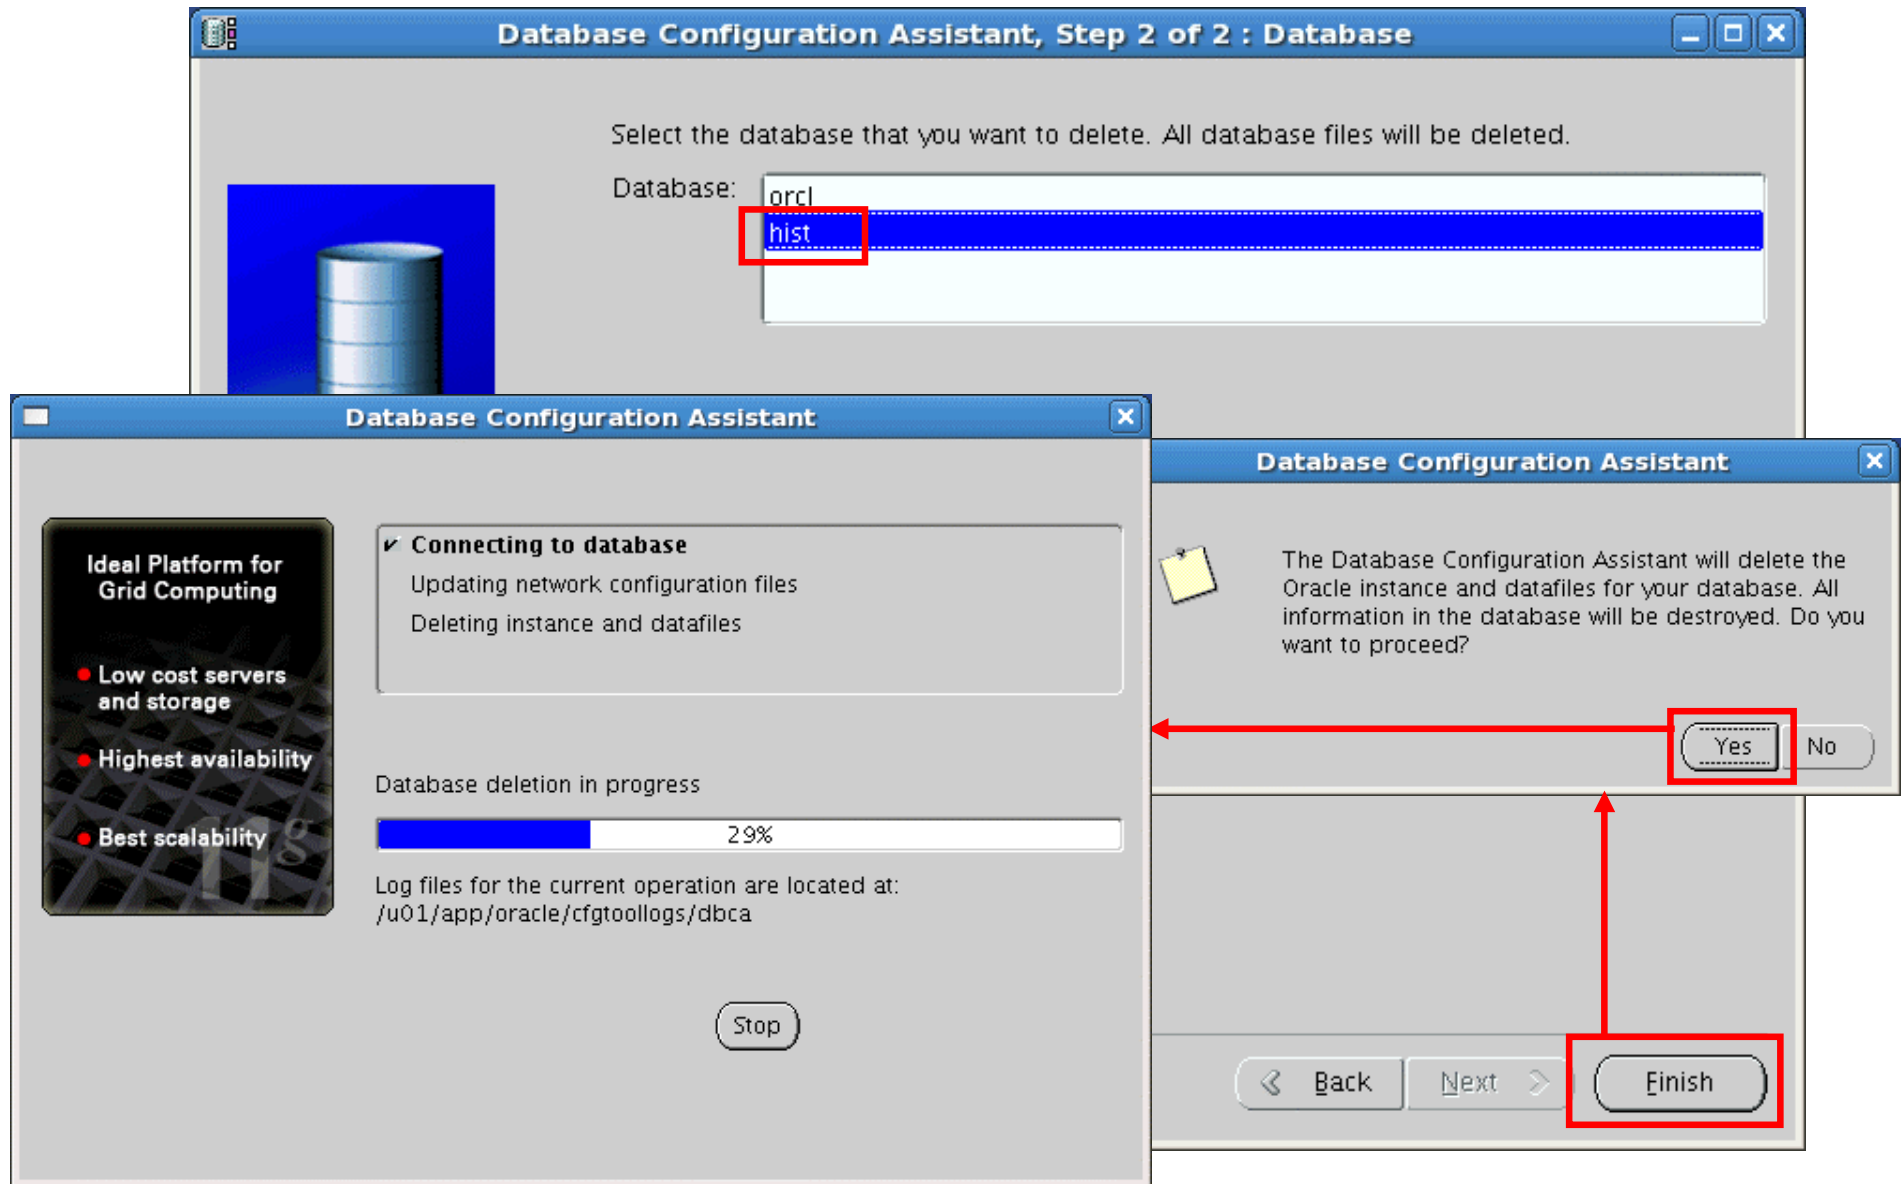 Database Configuration Assistant, Step 2 of 2 : Database
Select the database that you want to delete. All database files will be deleted.
Database:
orcl
hist
Database Configuration Assistant
Ideal Platform for
Grid Computing
Low cost servers
and storage
Highest availability
Best scalability
11g
Connecting to database
Updating network configuration files
Deleting instance and datafiles
Database deletion in progress
29%
Log files for the current operation are located at:
/u01/app/oracle/cfgtoollogs/dbca
Stop
Database Configuration Assistant
The Database Configuration Assistant will delete the
Oracle instance and datafiles for your database. All
information in the database will be destroyed. Do you
want to proceed?
Yes
No
Back
Next
Finish